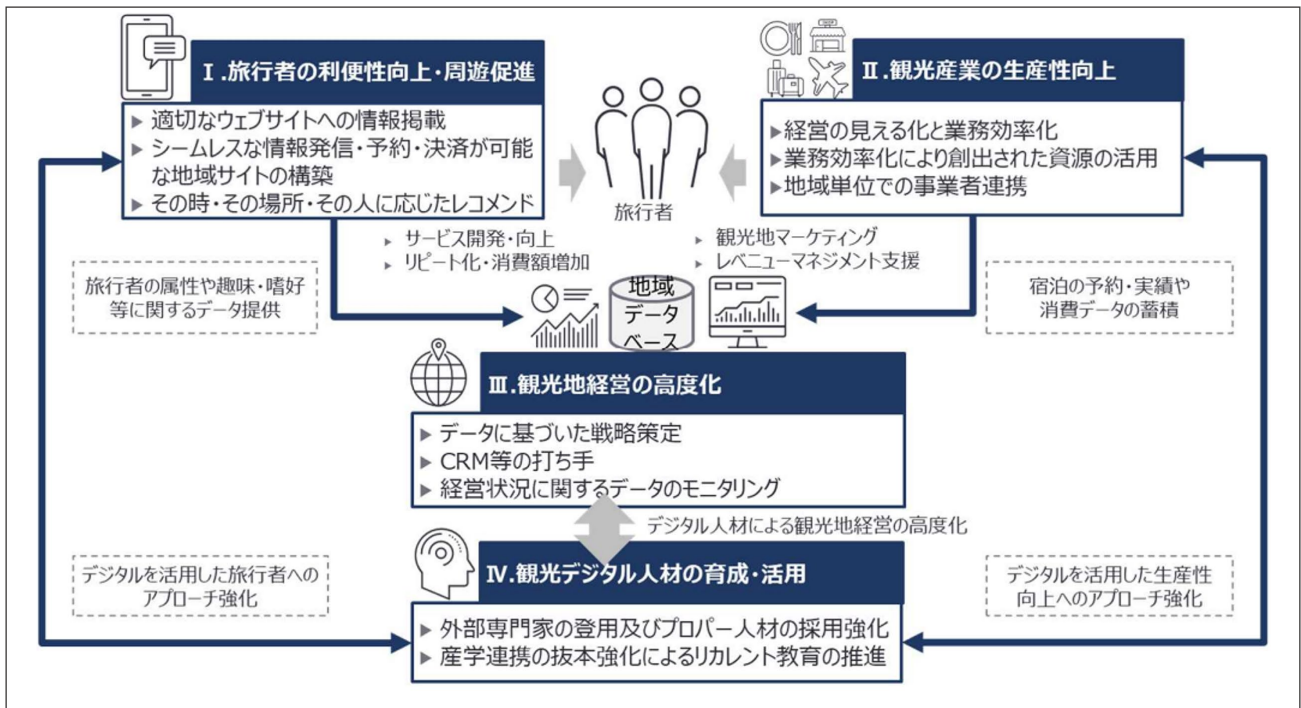 Ⅰ.旅行者の利便性向上・周遊促進
▶ 適切なウェブサイトへの情報掲載
▶ シームレスな情報発信・予約・決済が可能
な地域サイトの構築
▶ その時・その場所・その人に応じたレコメンド
旅行者
Ⅱ.観光産業の生産性向上
▶経営の見える化と業務効率化
▶業務効率化により創出された資源の活用
▶地域単位での事業者連携
▶ サービス開発・向上
▶ リピート化・消費額増加
▶ 観光地マーケティング
▶ レベニューマネジメント支援
旅行者の属性や趣味・嗜好
等に関するデータ提供
地域
データ
ベース
宿泊の予約・実績や
消費データの蓄積
Ⅲ.観光地経営の高度化
▶ データに基づいた戦略策定
▶ CRM等の打ち手
▶ 経営状況に関するデータのモニタリング
デジタル人材による観光地経営の高度化
デジタルを活用した旅行者への
アプローチ強化
Ⅳ.観光デジタル人材の育成・活用
▶ 外部専門家の登用及びプロパー人材の採用強化
▶ 産学連携の抜本強化によるリカレント教育の推進
デジタルを活用した生産性
向上へのアプローチ強化